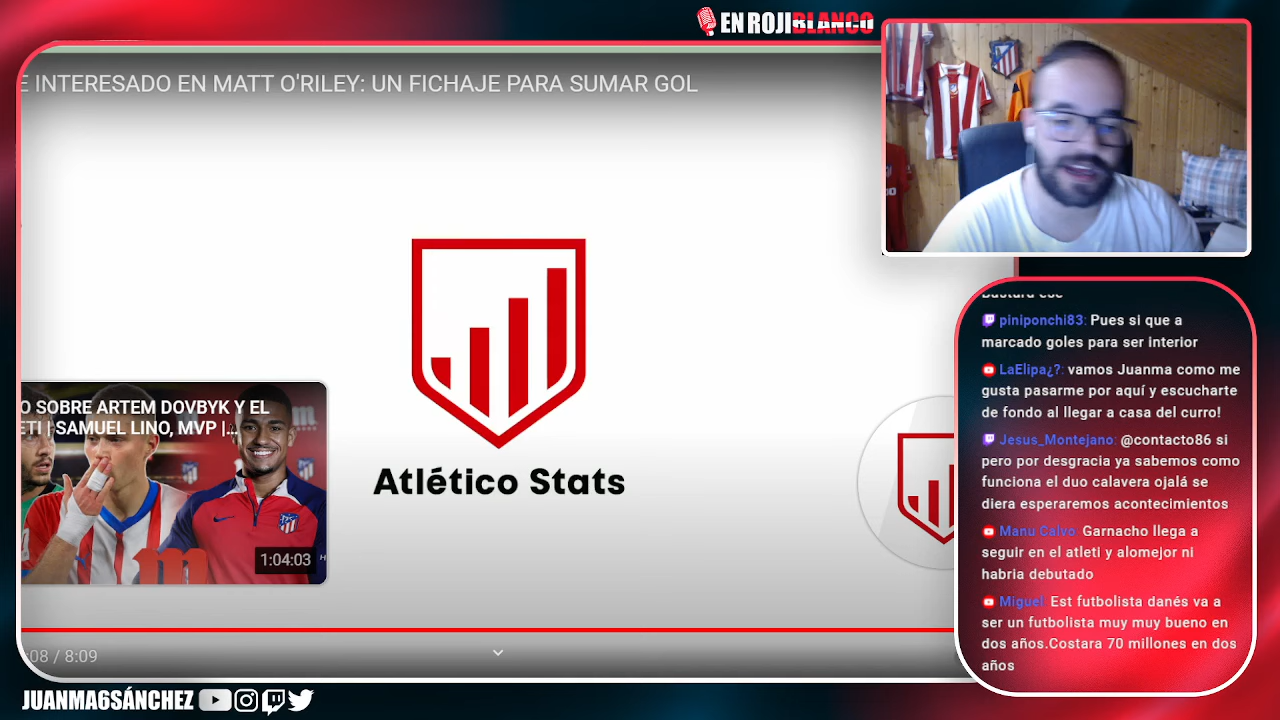 EN ROJIBLANCO
E INTERESADO EN MATT O'RILEY: UN FICHAJE PARA SUMAR GOL
Atlético Stats
O SOBRE ARTEM DOVBYK Y EL
ETI | SAMUEL LINO, MVP |...
1:04:03
:08 / 8:09
piniponchi83: Pues si que a
marcado goles para ser interior
LaElipa¿?: vamos Juanma como me
gusta pasarme por aquí y escucharte
de fondo al llegar a casa del curro!
Jesus_Montejano: @contacto86 si
pero por desgracia ya sabemos como
funciona el duo calavera ojalá se
diera esperaremos acontecimientos
Manu Calvo: Garnacho llega a
seguir en el atleti y alomejor ni
habria debutado
Miguel: Est futbolista danés va a
ser un futbolista muy muy bueno en
dos años.Costara 70 millones en dos
años
JUANMA6SÁNCHEZ